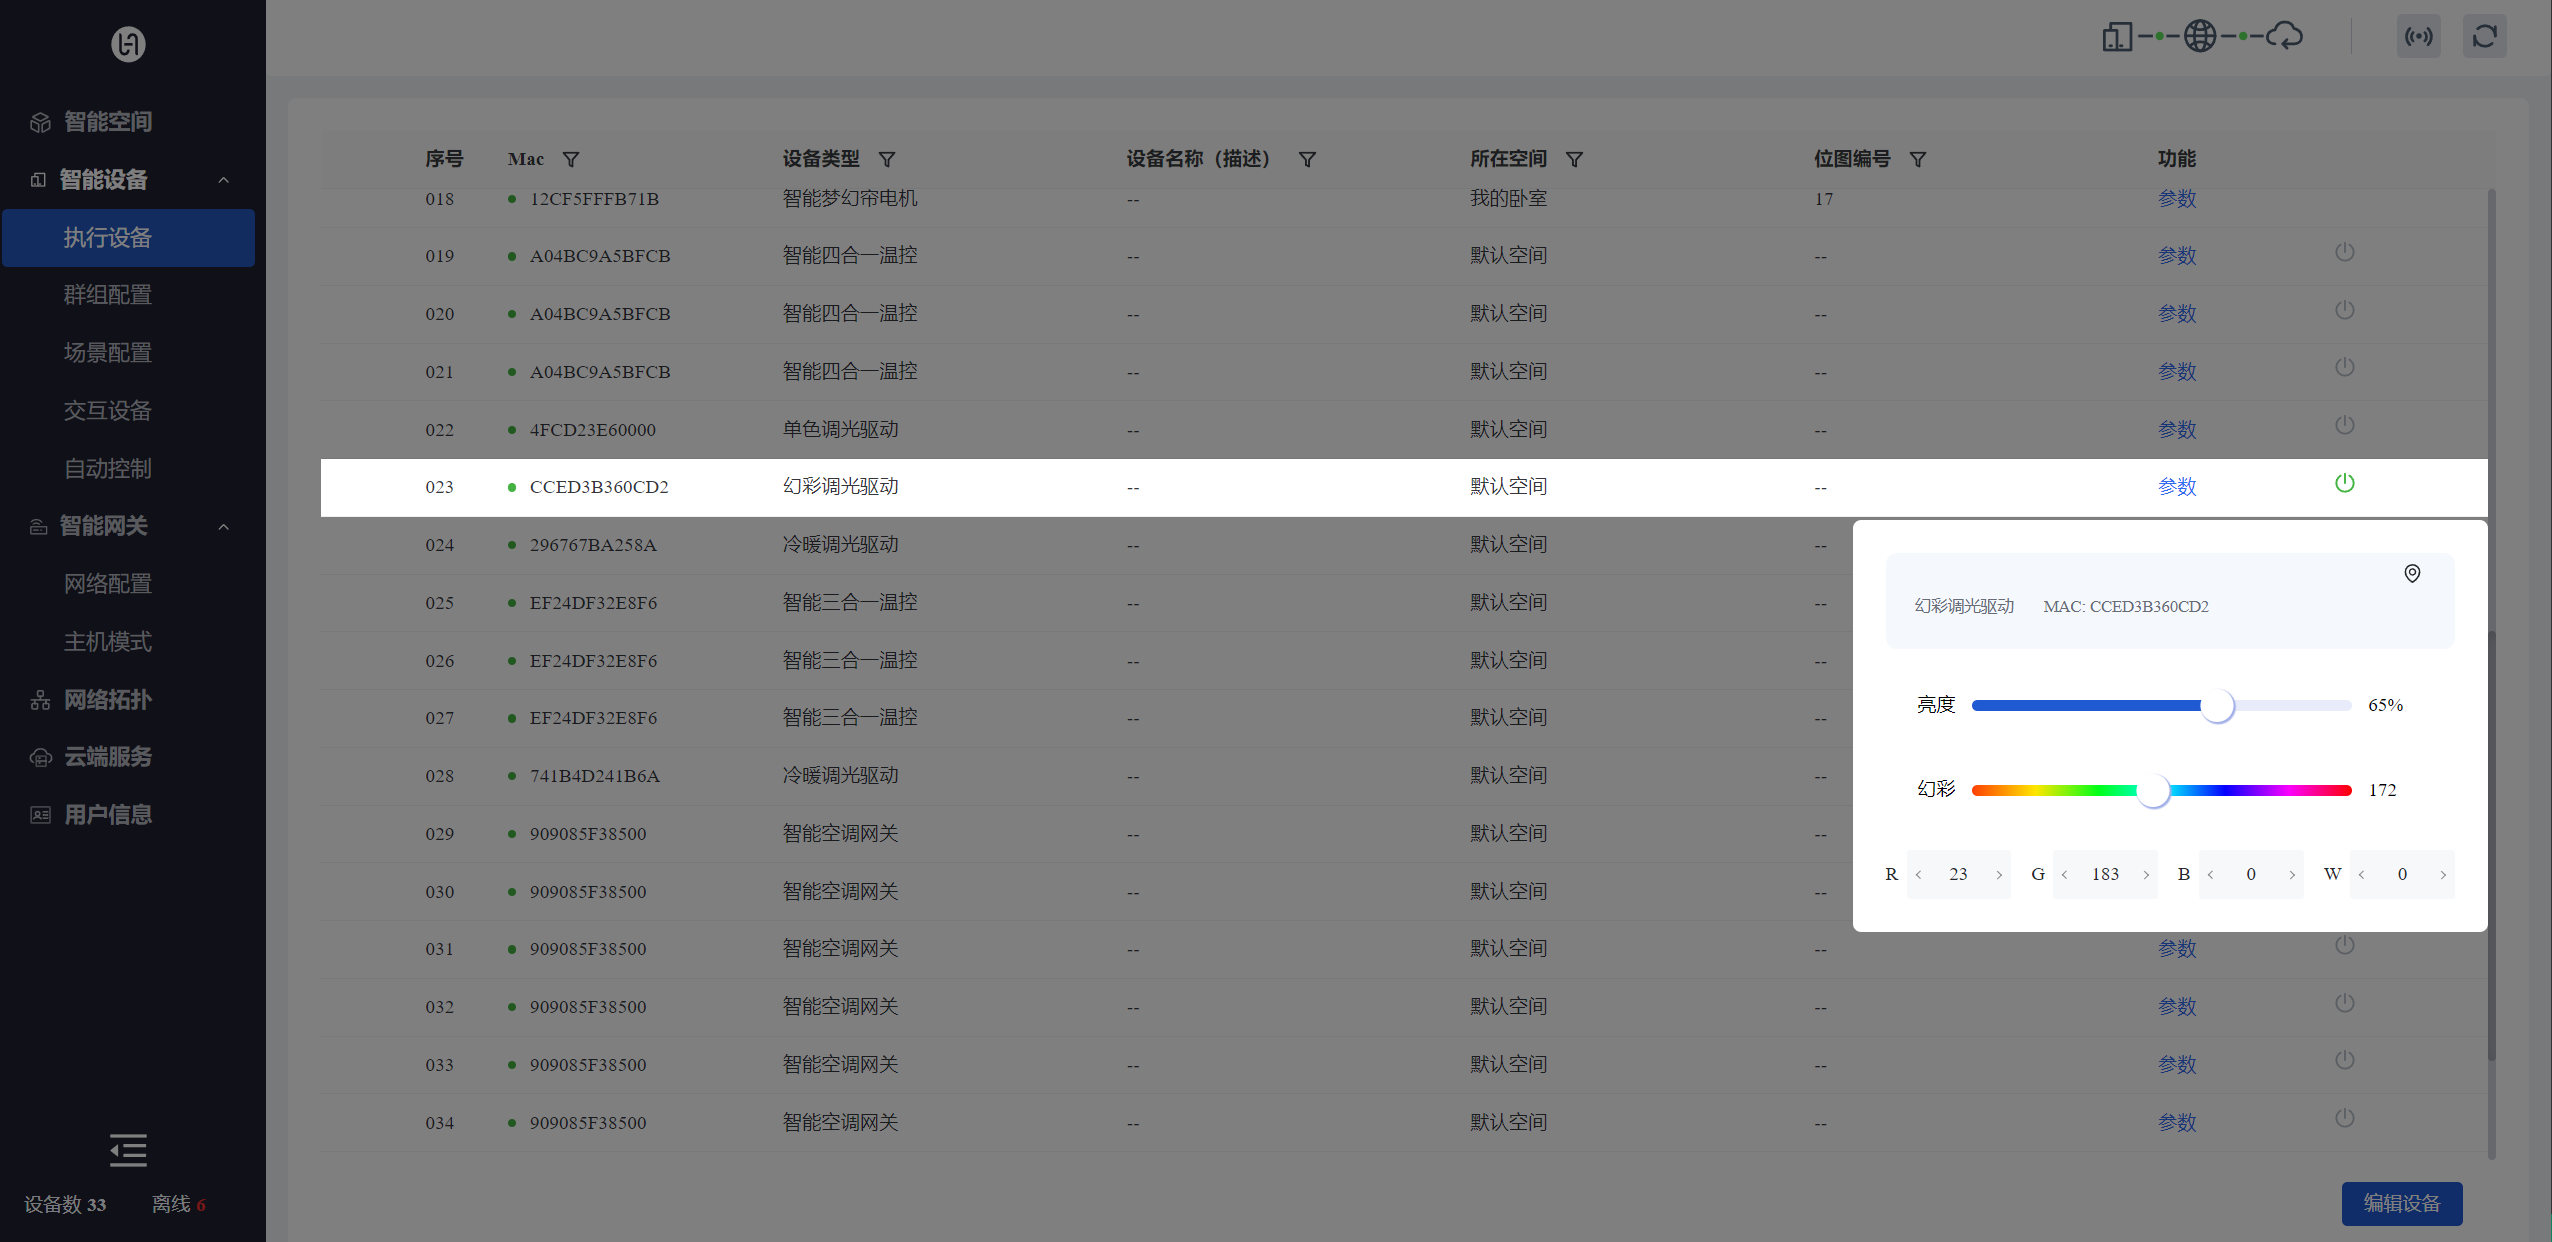 智能空间
智能设备
执行设备
群组配置
场景配置
交互设备
自动控制
智能网关
网络配置
主机模式
网络拓扑
云端服务
用户信息
设备数 33 离线 6
序号 Mac 设备类型 设备名称（描述） 所在空间 位图编号 功能
018 12CF5FFFB71B 智能梦幻帘电机 -- 我的卧室 17 参数
019 A04BC9A5BFCB 智能四合一温控 -- 默认空间 -- 参数
020 A04BC9A5BFCB 智能四合一温控 -- 默认空间 -- 参数
021 A04BC9A5BFCB 智能四合一温控 -- 默认空间 -- 参数
022 4FCD23E60000 单色调光驱动 -- 默认空间 -- 参数
023 CCED3B360CD2 幻彩调光驱动 -- 默认空间 -- 参数
024 296767BA258A 冷暖调光驱动 -- 默认空间 --
025 EF24DF32E8F6 智能三合一温控 -- 默认空间 --
026 EF24DF32E8F6 智能三合一温控 -- 默认空间 --
027 EF24DF32E8F6 智能三合一温控 -- 默认空间 --
028 741B4D241B6A 冷暖调光驱动 -- 默认空间 --
029 909085F38500 智能空调网关 -- 默认空间 --
030 909085F38500 智能空调网关 -- 默认空间 --
031 909085F38500 智能空调网关 -- 默认空间 -- 参数
032 909085F38500 智能空调网关 -- 默认空间 -- 参数
033 909085F38500 智能空调网关 -- 默认空间 -- 参数
034 909085F38500 智能空调网关 -- 默认空间 -- 参数
幻彩调光驱动 MAC: CCED3B360CD2
亮度 65%
幻彩 172
R < 23 > G < 183 > B < 0 > W < 0 >
编辑设备